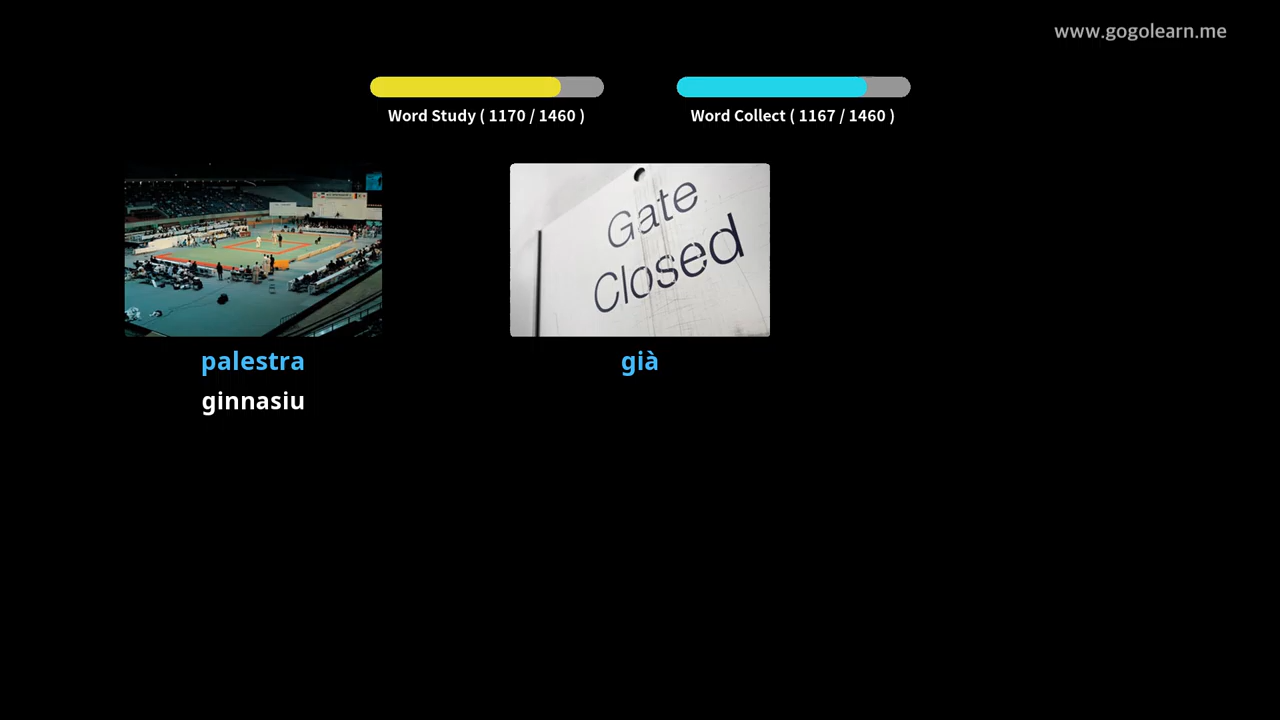 www.gogolearn.me
Word Study ( 1170 / 1460 )
Word Collect ( 1167 / 1460 )
Gate
Closed
palestra
già
ginnasiu